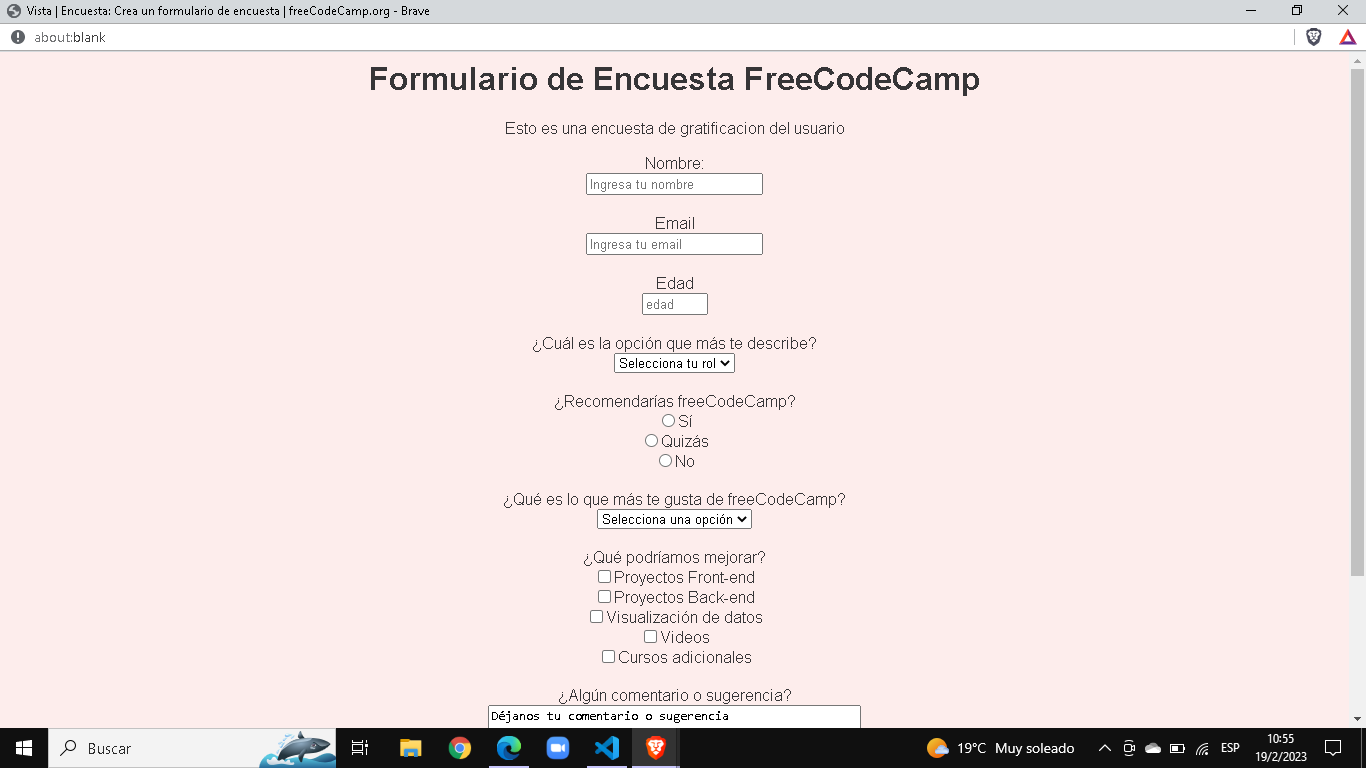 Vista | Encuesta: Crea un formulario de encuesta | freeCodeCamp.org - Brave
about:blank
Formulario de Encuesta FreeCodeCamp
Esto es una encuesta de gratificacion del usuario
Nombre:
Ingresa tu nombre
Email
Ingresa tu email
Edad
edad
¿Cuál es la opción que más te describe?
Selecciona tu rol
¿Recomendarías freeCodeCamp?
Sí
Quizás
No
¿Qué es lo que más te gusta de freeCodeCamp?
Selecciona una opción
¿Qué podríamos mejorar?
Proyectos Front-end
Proyectos Back-end
Visualización de datos
Videos
Cursos adicionales
¿Algún comentario o sugerencia?
Déjanos tu comentario o sugerencia
Buscar
19°C Muy soleado
ESP
10:55
19/2/2023